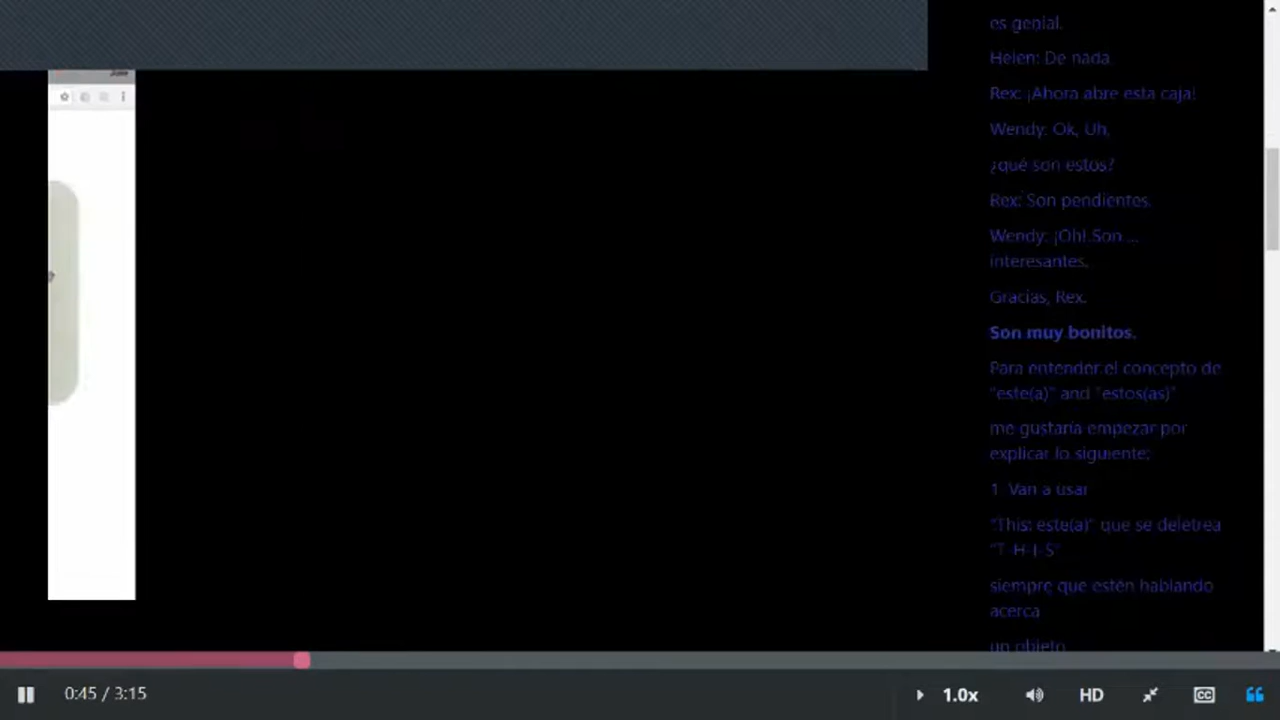 es genial.
Helen: De nada.
Rex: ¡Ahora abre esta caja!
Wendy: Ok, Uh,
¿qué son estos?
Rex: Son pendientes.
Wendy: ¡Oh! Son ...
interesantes.
Gracias, Rex.
Son muy bonitos.
Para entender el concepto de
"este(a)" and "estos(as)"
me gustaría empezar por
explicar lo siguiente:
1. Van a usar
"This: este(a)" que se deletrea
"T-H-I-S"
siempre que estén hablando
acerca
un objeto
0:45 / 3:15
1.0x
HD
CC